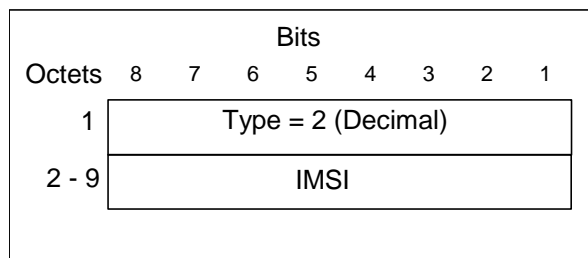 Bits
Octets 8 7 6 5 4 3 2 1
1 Type = 2 (Decimal)
2 - 9 IMSI